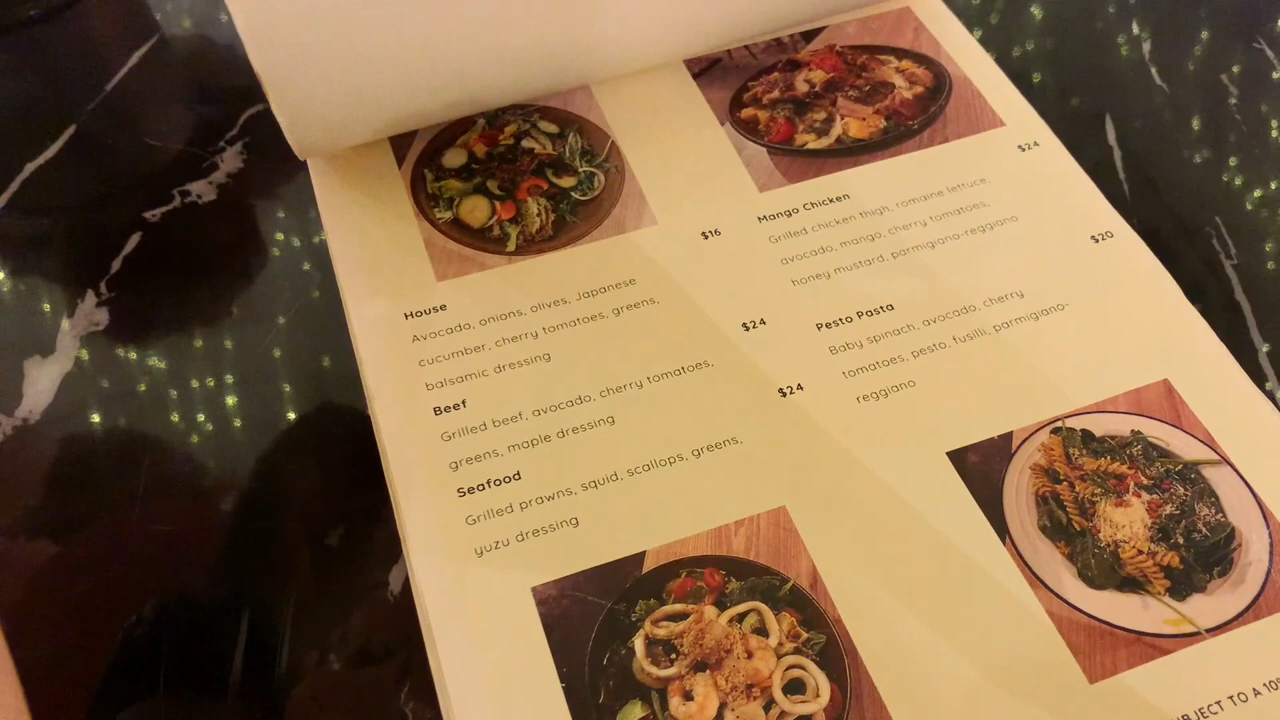 House
$16
Avocado, onions, olives, Japanese
cucumber, cherry tomatoes, greens,
balsamic dressing
Beef
$24
Grilled beef, avocado, cherry tomatoes,
greens, maple dressing
Seafood
$24
Grilled prawns, squid, scallops, greens,
yuzu dressing
Mango Chicken
$24
Grilled chicken thigh, romaine lettuce,
avocado, mango, cherry tomatoes,
honey mustard, parmigiano-reggiano
Pesto Pasta
$20
Baby spinach, avocado, cherry
tomatoes, pesto, fusilli, parmigiano-
reggiano
TO A